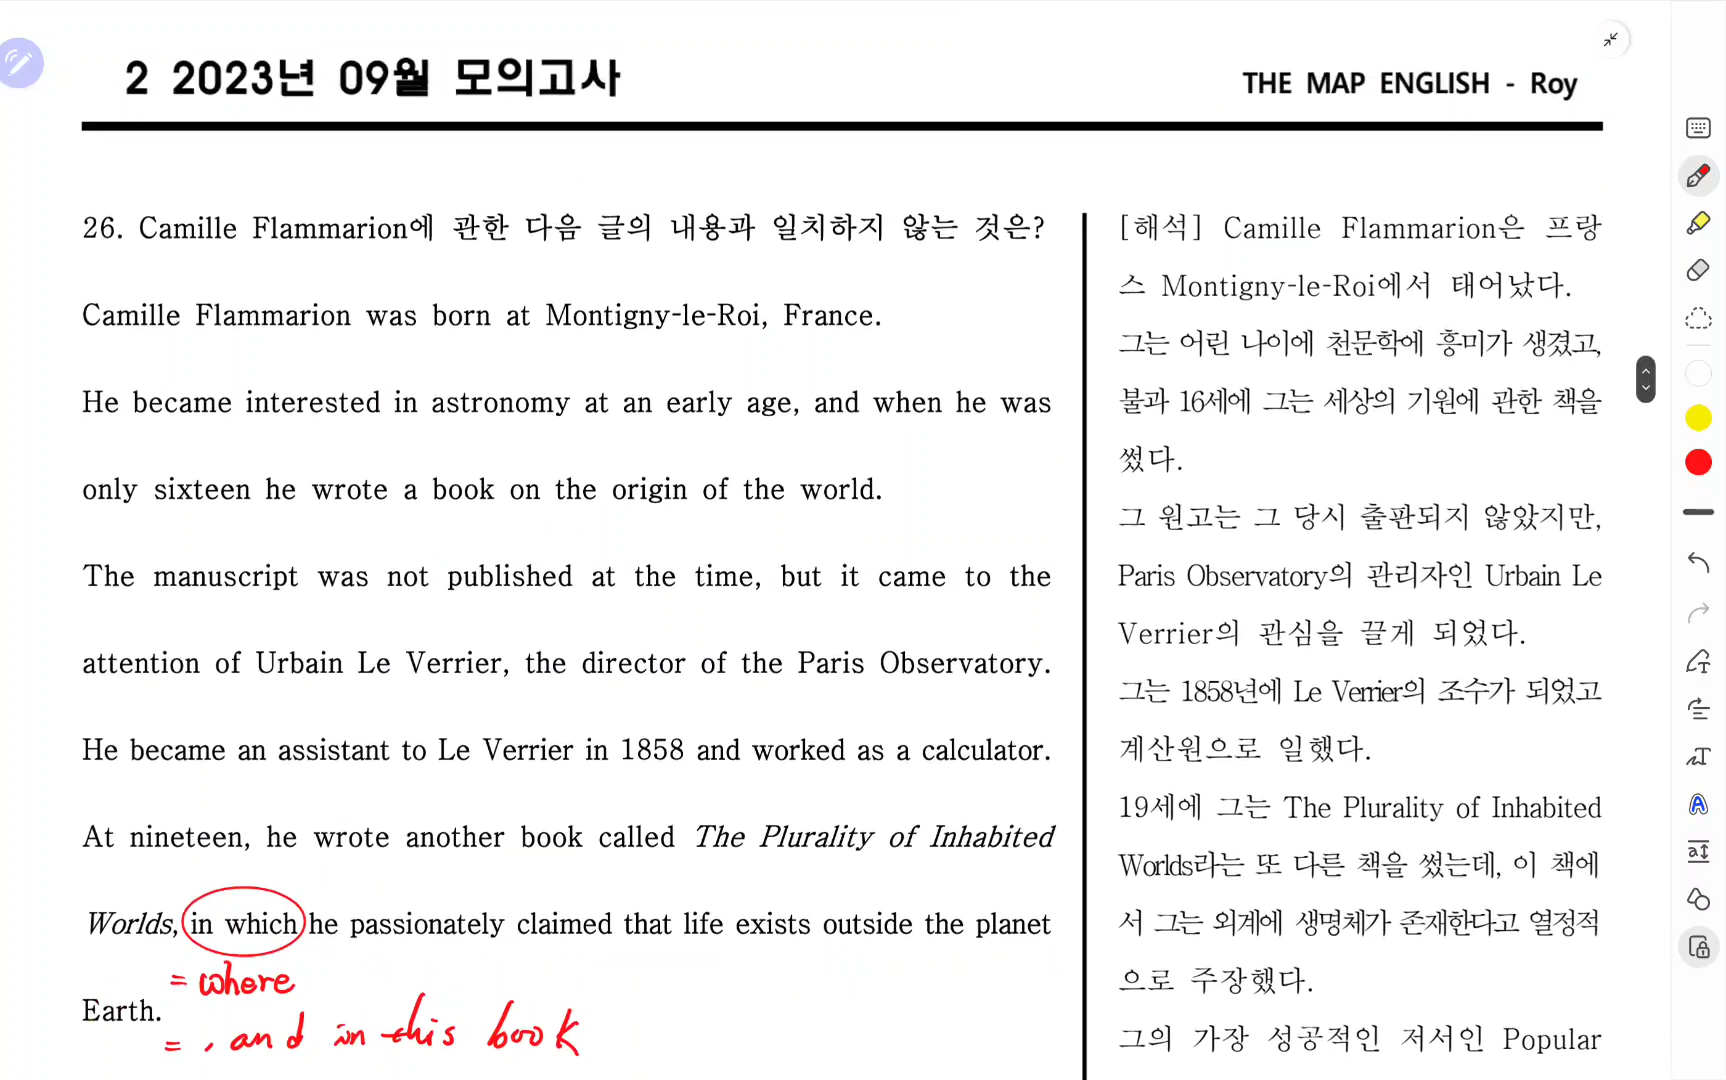 2 2023년 09월 모의고사
THE MAP ENGLISH - Roy
26. Camille Flammarion에 관한 다음 글의 내용과 일치하지 않는 것은?
Camille Flammarion was born at Montigny-le-Roi, France.
He became interested in astronomy at an early age, and when he was
only sixteen he wrote a book on the origin of the world.
The manuscript was not published at the time, but it came to the
attention of Urbain Le Verrier, the director of the Paris Observatory.
He became an assistant to Le Verrier in 1858 and worked as a calculator.
At nineteen, he wrote another book called The Plurality of Inhabited
Worlds, in which he passionately claimed that life exists outside the planet
= where
Earth.
= , and in this book
[해석] Camille Flammarion은 프랑
스 Montigny-le-Roi에서 태어났다.
그는 어린 나이에 천문학에 흥미가 생겼고,
불과 16세에 그는 세상의 기원에 관한 책을
썼다.
그 원고는 그 당시 출판되지 않았지만,
Paris Observatory의 관리자인 Urbain Le
Verrier의 관심을 끌게 되었다.
그는 1858년에 Le Verrier의 조수가 되었고
계산원으로 일했다.
19세에 그는 The Plurality of Inhabited
Worlds라는 또 다른 책을 썼는데, 이 책에
서 그는 외계에 생명체가 존재한다고 열정적
으로 주장했다.
그의 가장 성공적인 저서인 Popular